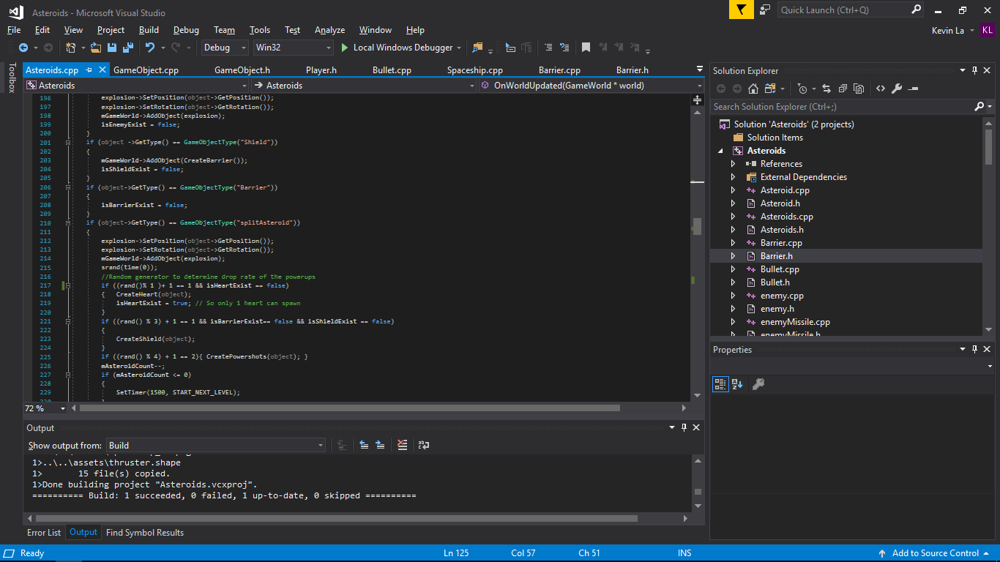 Asteroids - Microsoft Visual Studio
Quick Launch (Ctrl+Q)
File Edit View Project Build Debug Team Tools Test Analyze Window Help
Kevin La KL
Debug Win32 Local Windows Debugger
Toolbox
Asteroids.cpp GameObject.cpp GameObject.h Player.h Bullet.cpp Spaceship.cpp Barrier.cpp Barrier.h
Asteroids Asteroids OnWorldUpdated(GameWorld * world)
196 explosion->SetPosition(object->GetPosition());
197 explosion->SetRotation(object->GetRotation());
198 mGameWorld->AddObject(explosion);
199 isEnemyExist = false;
200 }
201 if (object ->GetType() == GameObjectType("Shield"))
202 {
203 mGameWorld->AddObject(CreateBarrier());
204 isShieldExist = false;
205 }
206 if (object->GetType() == GameObjectType("Barrier"))
207 {
208 isBarrierExist = false;
209 }
210 if (object->GetType() == GameObjectType("splitAsteroid"))
211 {
212 explosion->SetPosition(object->GetPosition());
213 explosion->SetRotation(object->GetRotation());
214 mGameWorld->AddObject(explosion);
215 srand(time(0));
216 //Random generator to determine drop rate of the powerups
217 if ((rand()% 1 )+ 1 == 1 && isHeartExist == false)
218 { CreateHeart(object);
219 isHeartExist = true; // So only 1 heart can spawn
220 }
221 if ((rand() % 3) + 1 == 1 && isBarrierExist== false && isShieldExist == false)
222 {
223 CreateShield(object);
224 }
225 if ((rand() % 4) + 1 == 2){ CreatePowershots(object); }
226 mAsteroidCount--;
227 if (mAsteroidCount <= 0)
228 {
229 SetTimer(1500, START_NEXT_LEVEL);
72 %
Output
Show output from: Build
1>..\..\assets\thruster.shape
1> 15 file(s) copied.
1>Done building project "Asteroids.vcxproj".
========== Build: 1 succeeded, 0 failed, 1 up-to-date, 0 skipped ==========
Error List Output Find Symbol Results
Solution Explorer
Search Solution Explorer (Ctrl+;)
Solution 'Asteroids' (2 projects)
Solution Items
Asteroids
References
External Dependencies
Asteroid.cpp
Asteroid.h
Asteroids.cpp
Asteroids.h
Barrier.cpp
Barrier.h
Bullet.cpp
Bullet.h
enemy.cpp
enemy.h
enemyMissile.cpp
enemyMissile.h
Properties
Ready Ln 125 Col 57 Ch 51 INS Add to Source Control